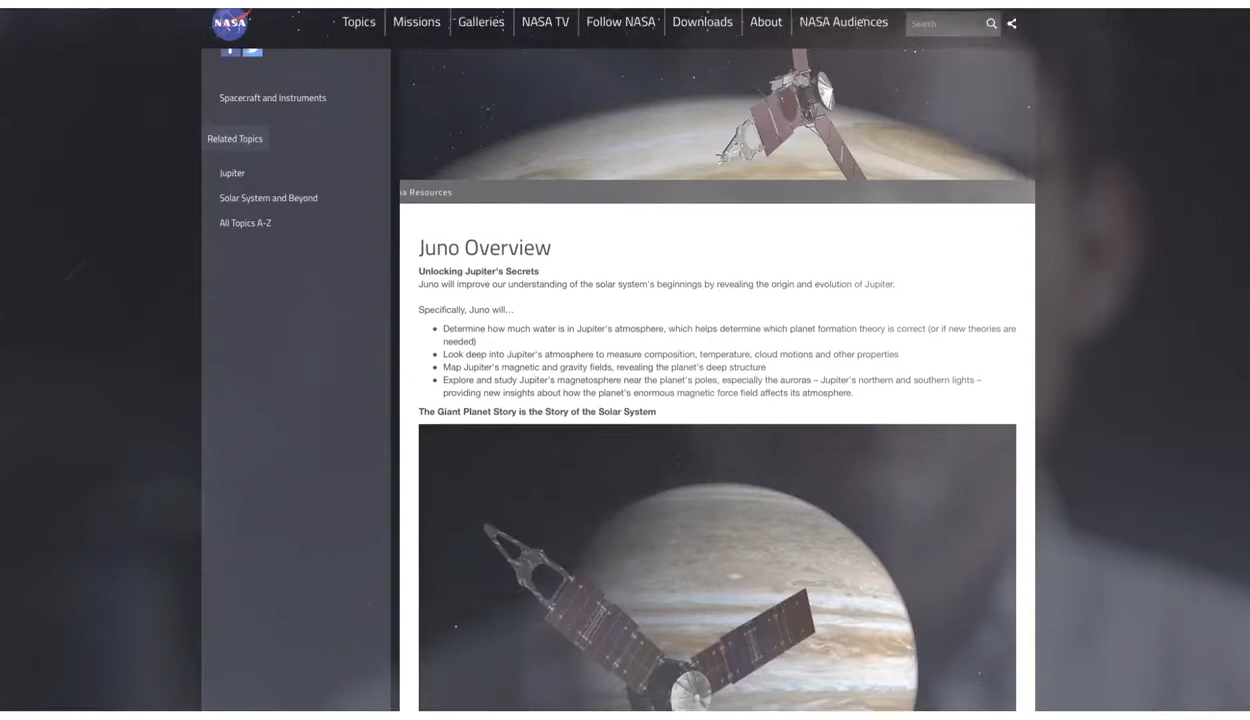 NASA
Topics
Missions
Galleries
NASA TV
Follow NASA
Downloads
About
NASA Audiences
Search
Spacecraft and Instruments
Related Topics
Jupiter
Solar System and Beyond
All Topics A-Z
ia Resources
Juno Overview
Unlocking Jupiter's Secrets
Juno will improve our understanding of the solar system's beginnings by revealing the origin and evolution of Jupiter.
Specifically, Juno will…
• Determine how much water is in Jupiter's atmosphere, which helps determine which planet formation theory is correct (or if new theories are
needed)
• Look deep into Jupiter's atmosphere to measure composition, temperature, cloud motions and other properties
• Map Jupiter's magnetic and gravity fields, revealing the planet's deep structure
• Explore and study Jupiter's magnetosphere near the planet's poles, especially the auroras – Jupiter's northern and southern lights –
providing new insights about how the planet's enormous magnetic force field affects its atmosphere.
The Giant Planet Story is the Story of the Solar System